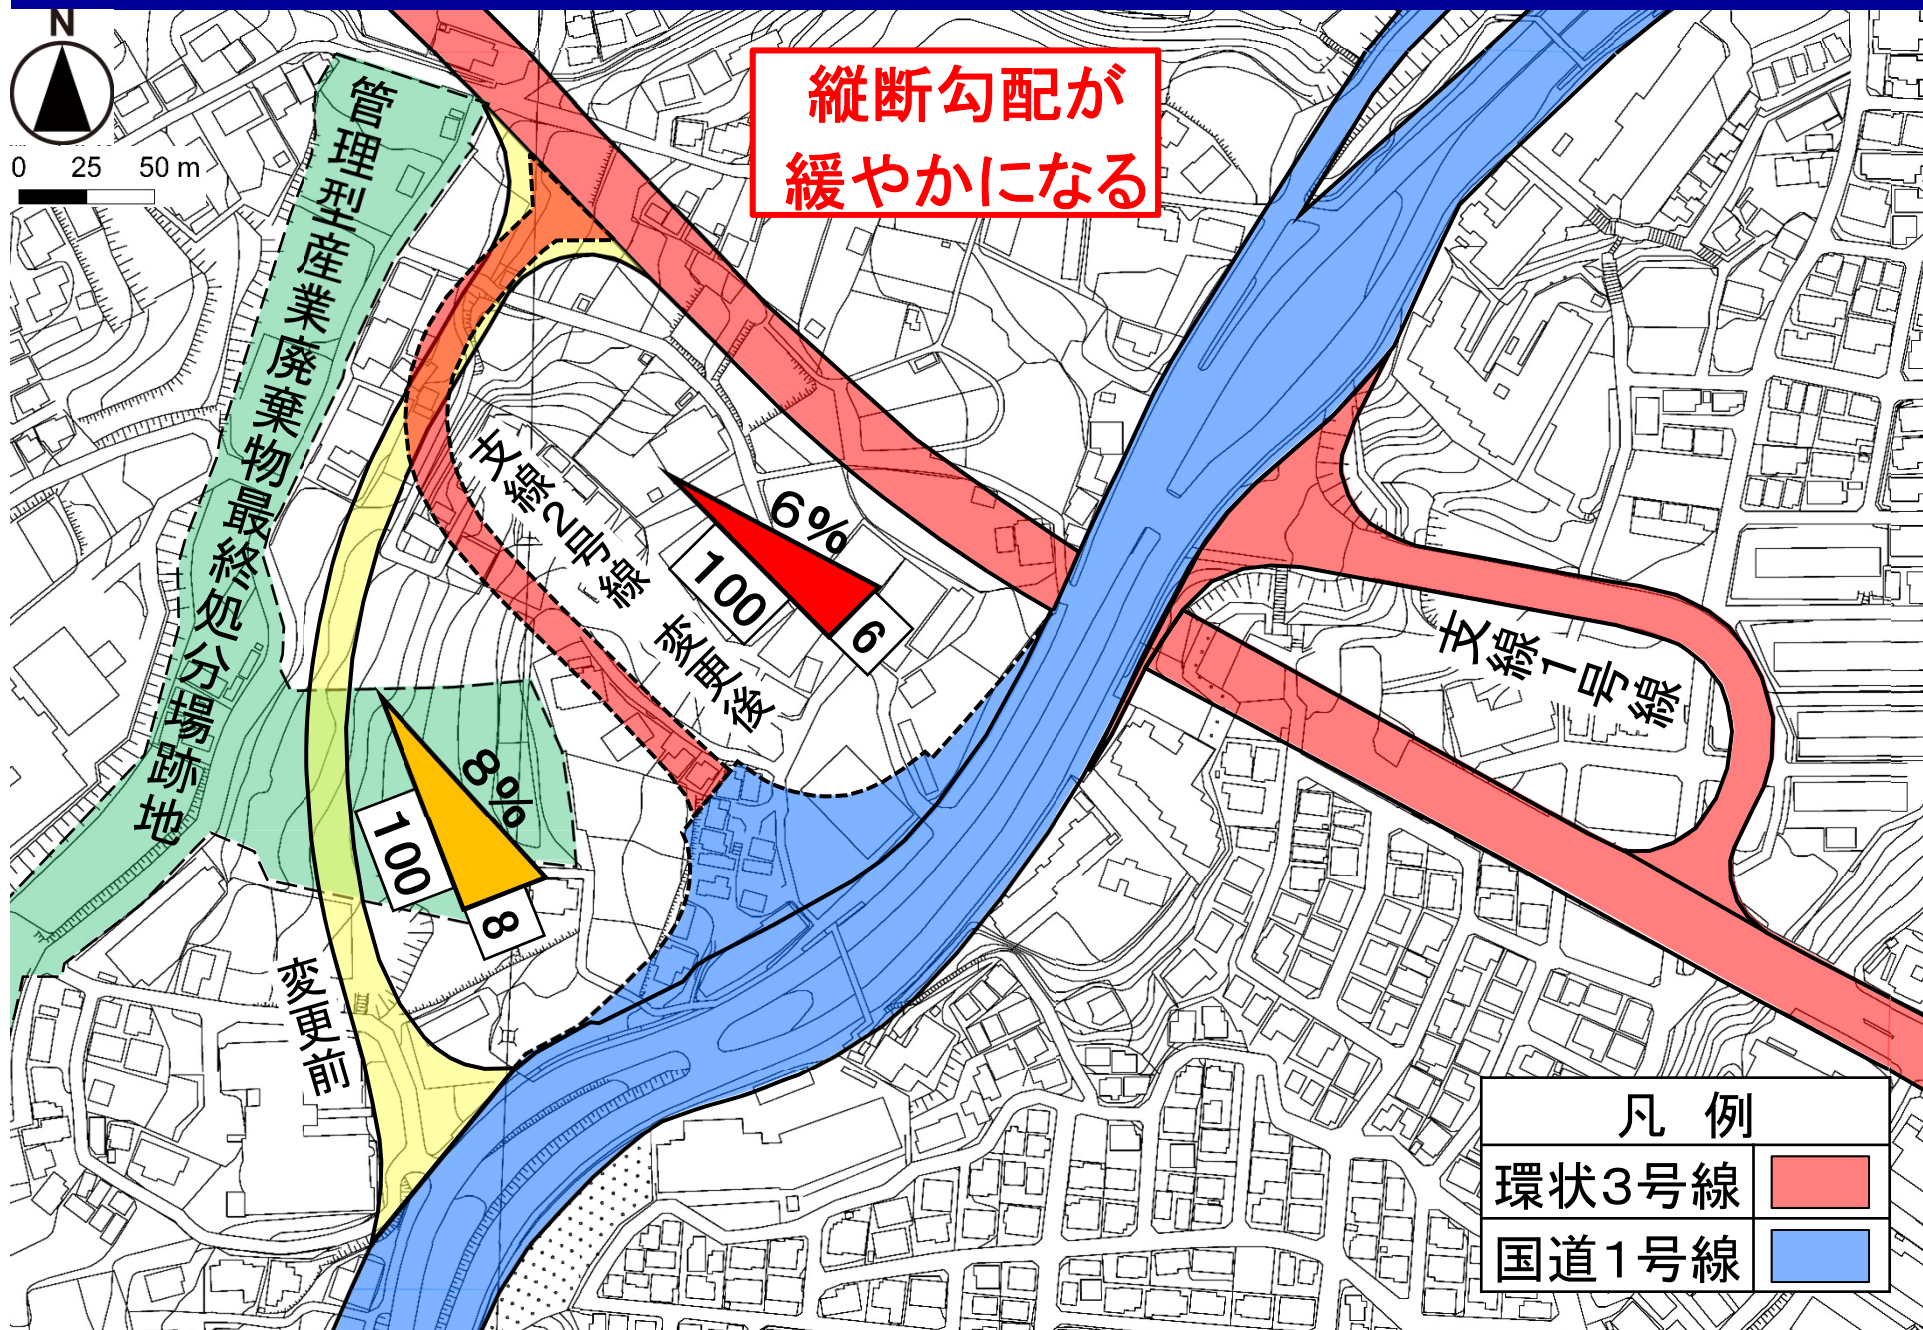 N
0 25 50 m
縦断勾配が
緩やかになる
管理型産業廃棄物最終処分場跡地
支線2号線 変更後
6%
100
6
8%
100
8
変更前
支線1号線
凡 例
環状3号線
国道1号線